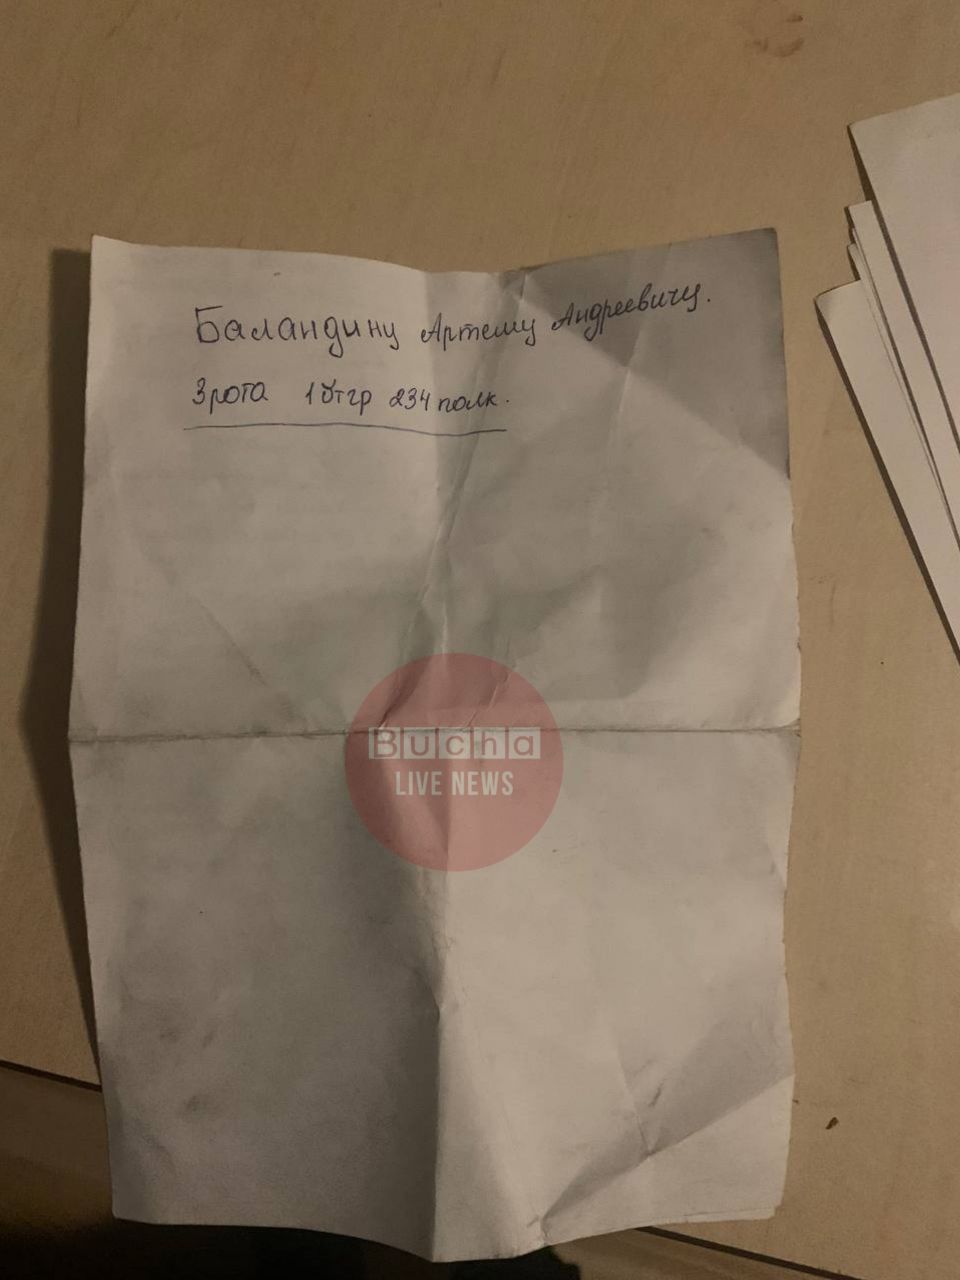 Баландину Артему Андреевичу.
3 рота 1 бтгр 234 полк.
Bucha
LIVE NEWS